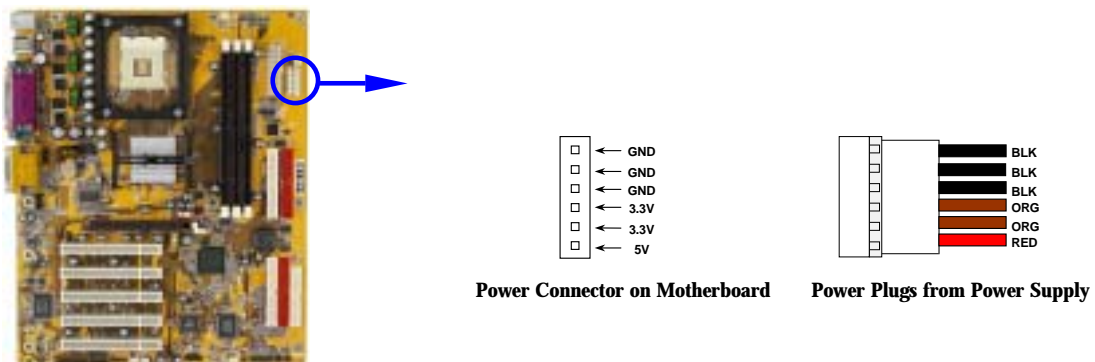 GND
GND
GND
3.3V
3.3V
5V
BLK
BLK
BLK
ORG
ORG
RED
Power Connector on Motherboard
Power Plugs from Power Supply